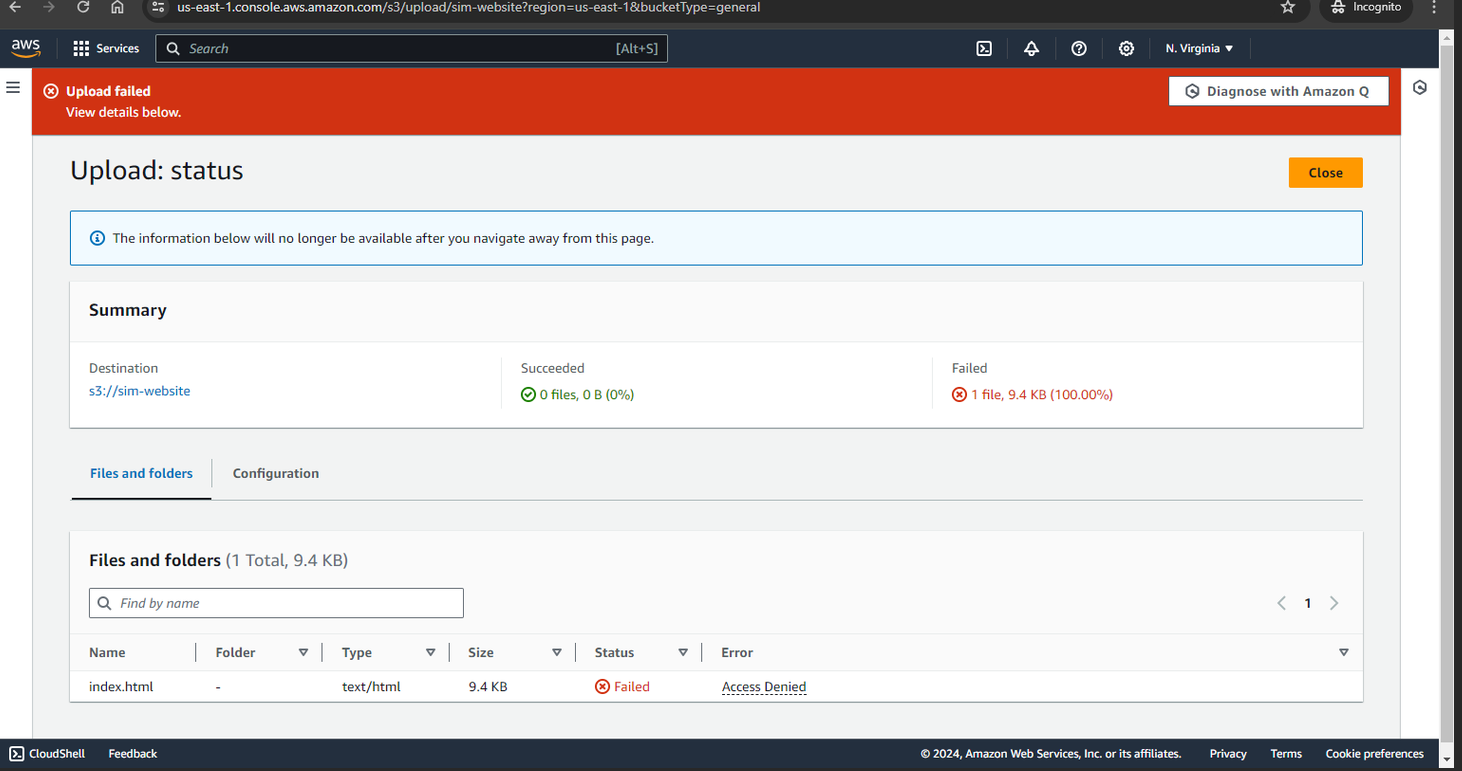 us-east-1.console.aws.amazon.com/s3/upload/sim-website?region=us-east-1&bucketType=general
Incognito
aws
Services
Search
[Alt+S]
N. Virginia
Upload failed
View details below.
Diagnose with Amazon Q
Upload: status
Close
The information below will no longer be available after you navigate away from this page.
Summary
Destination
s3://sim-website
Succeeded
0 files, 0 B (0%)
Failed
1 file, 9.4 KB (100.00%)
Files and folders
Configuration
Files and folders (1 Total, 9.4 KB)
Find by name
1
Name Folder Type Size Status Error
index.html - text/html 9.4 KB Failed Access Denied
CloudShell Feedback © 2024, Amazon Web Services, Inc. or its affiliates. Privacy Terms Cookie preferences